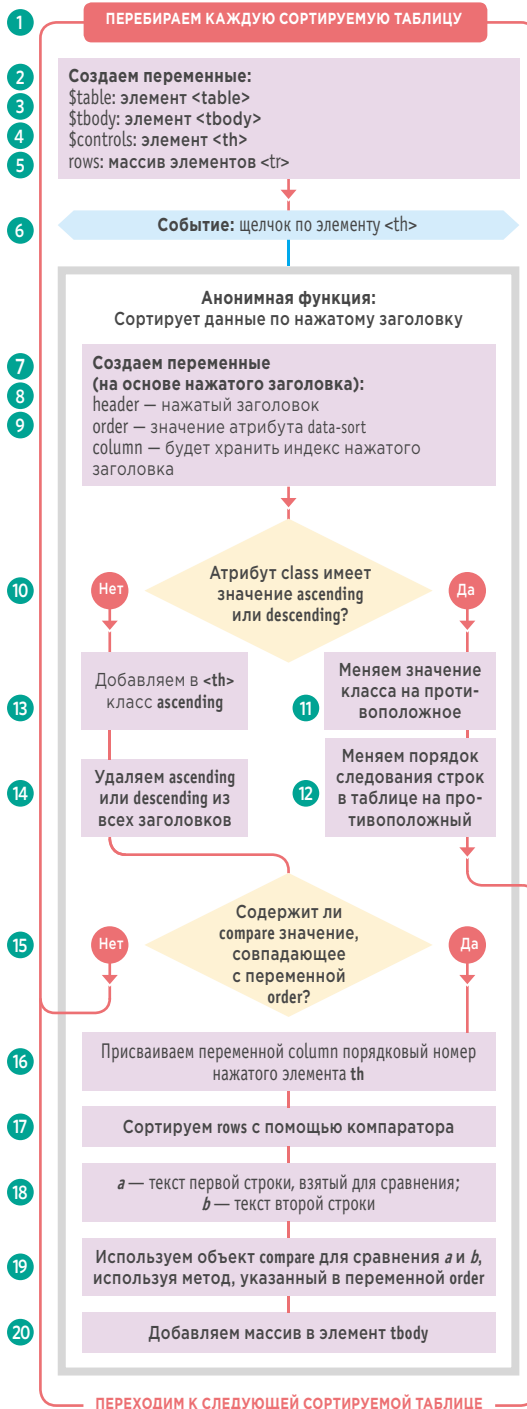 1
ПЕРЕБИРАЕМ КАЖДУЮ СОРТИРУЕМУЮ ТАБЛИЦУ
2
Создаем переменные:
3
$table: элемент <table>
$tbody: элемент <tbody>
4
$controls: элемент <th>
5
rows: массив элементов <tr>
6
Событие: щелчок по элементу <th>
Анонимная функция:
Сортирует данные по нажатому заголовку
7
Создаем переменные
(на основе нажатого заголовка):
8
header — нажатый заголовок
9
order — значение атрибута data-sort
column — будет хранить индекс нажатого
заголовка
10
Нет
Атрибут class имеет
значение ascending
или descending?
Да
13
Добавляем в <th>
класс ascending
11
Меняем значение
класса на проти-
воположное
14
Удаляем ascending
или descending из
всех заголовков
12
Меняем порядок
следования строк
в таблице на про-
тивоположный
15
Нет
Содержит ли
compare значение,
совпадающее
с переменной
order?
Да
16
Присваиваем переменной column порядковый номер
нажатого элемента th
17
Сортируем rows с помощью компаратора
18
a — текст первой строки, взятый для сравнения;
b — текст второй строки
19
Используем объект compare для сравнения a и b,
используя метод, указанный в переменной order
20
Добавляем массив в элемент tbody
ПЕРЕХОДИМ К СЛЕДУЮЩЕЙ СОРТИРУЕМОЙ ТАБЛИЦЕ